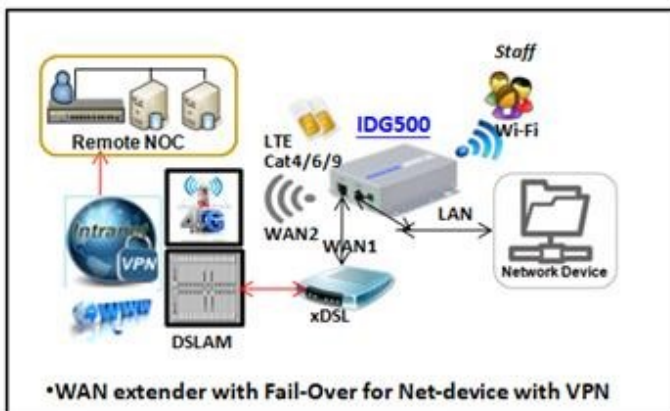 Staff
Remote NOC
IDG500
Wi-Fi
LTE
Cat4/6/9
4G
Intranet
VPN
WAN2
WAN1
LAN
Network Device
WWW
DSLAM
xDSL
•WAN extender with Fail-Over for Net-device with VPN